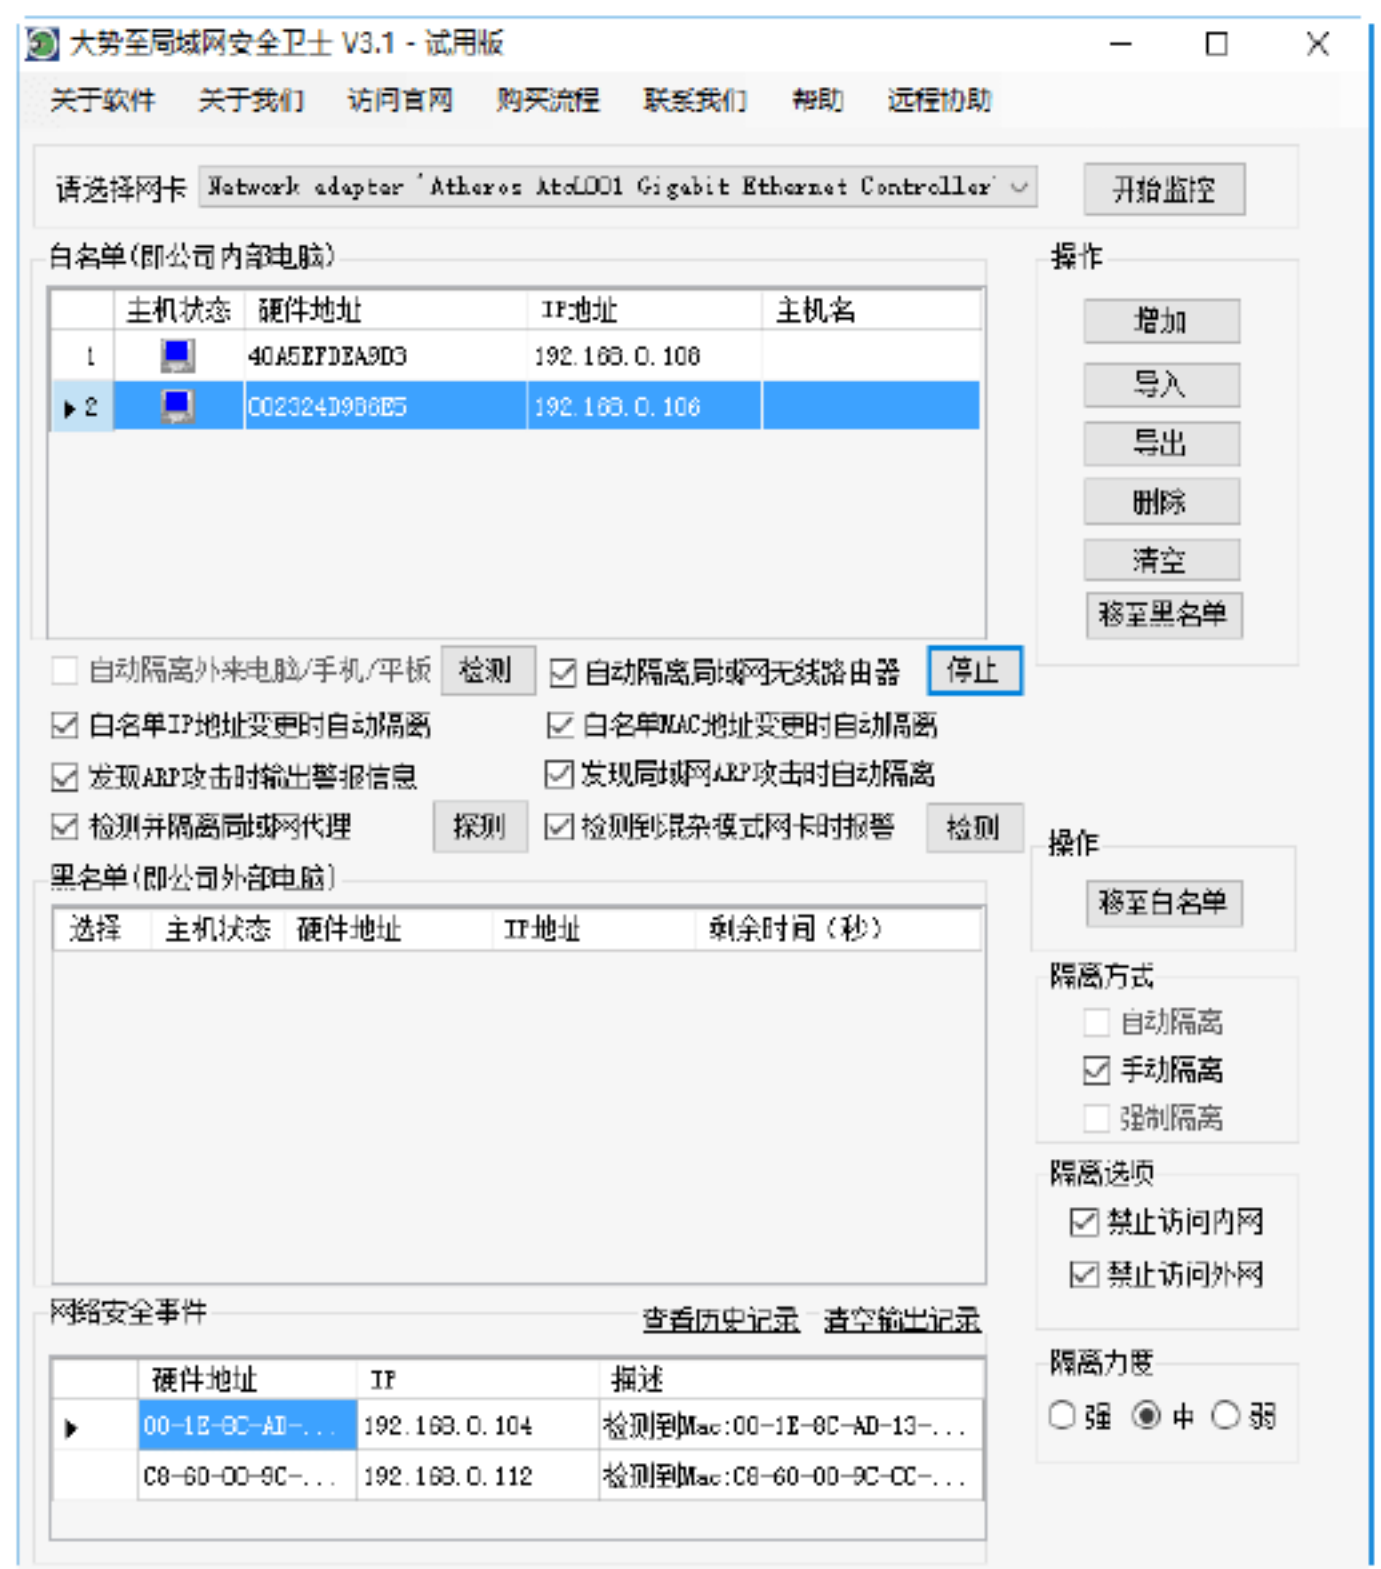 大势至局域网安全卫士 V3.1 - 试用版
关于软件 关于我们 访问官网 购买流程 联系我们 帮助 远程协助
请选择网卡 Network adapter 'Atheros AtcL001 Gigabit Ethernet Controller' 开始监控
白名单(即公司内部电脑) 操作
主机状态 硬件地址 IP地址 主机名
1 40A5EFDEA9D3 192.168.0.108
2 002324D9B6E5 192.168.0.106
增加
导入
导出
删除
清空
移至黑名单
自动隔离外来电脑/手机/平板 检测 自动隔离局域网无线路由器 停止
白名单IP地址变更时自动隔离 白名单MAC地址变更时自动隔离
发现ARP攻击时输出警报信息 发现局域网ARP攻击时自动隔离
检测并隔离局域网代理 探测 检测到混杂模式网卡时报警 检测
黑名单(即公司外部电脑)
选择 主机状态 硬件地址 IP地址 剩余时间(秒)
操作
移至白名单
隔离方式
自动隔离
手动隔离
强制隔离
隔离选项
禁止访问内网
禁止访问外网
网络安全事件 查看历史记录 清空输出记录
硬件地址 IP 描述
00-1E-8C-AD-... 192.168.0.104 检测到Mac:00-1E-8C-AD-13-...
C8-60-00-9C-... 192.168.0.112 检测到Mac:C8-60-00-9C-CC-...
隔离力度
强 中 弱